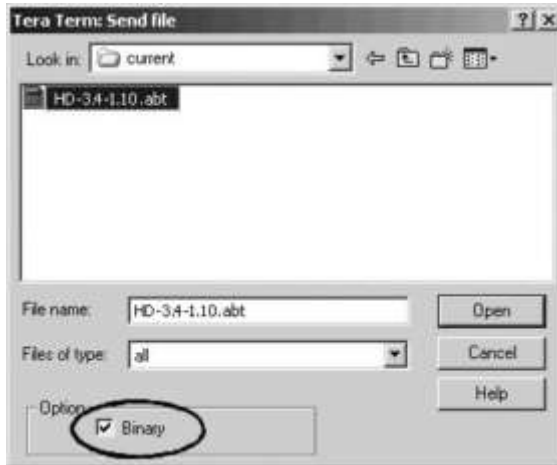 Tera Term: Send file
Look in: current
HD-3.4-1.10.abt
File name: HD-3.4-1.10.abt Open
Files of type: all Cancel
Help
Option
Binary